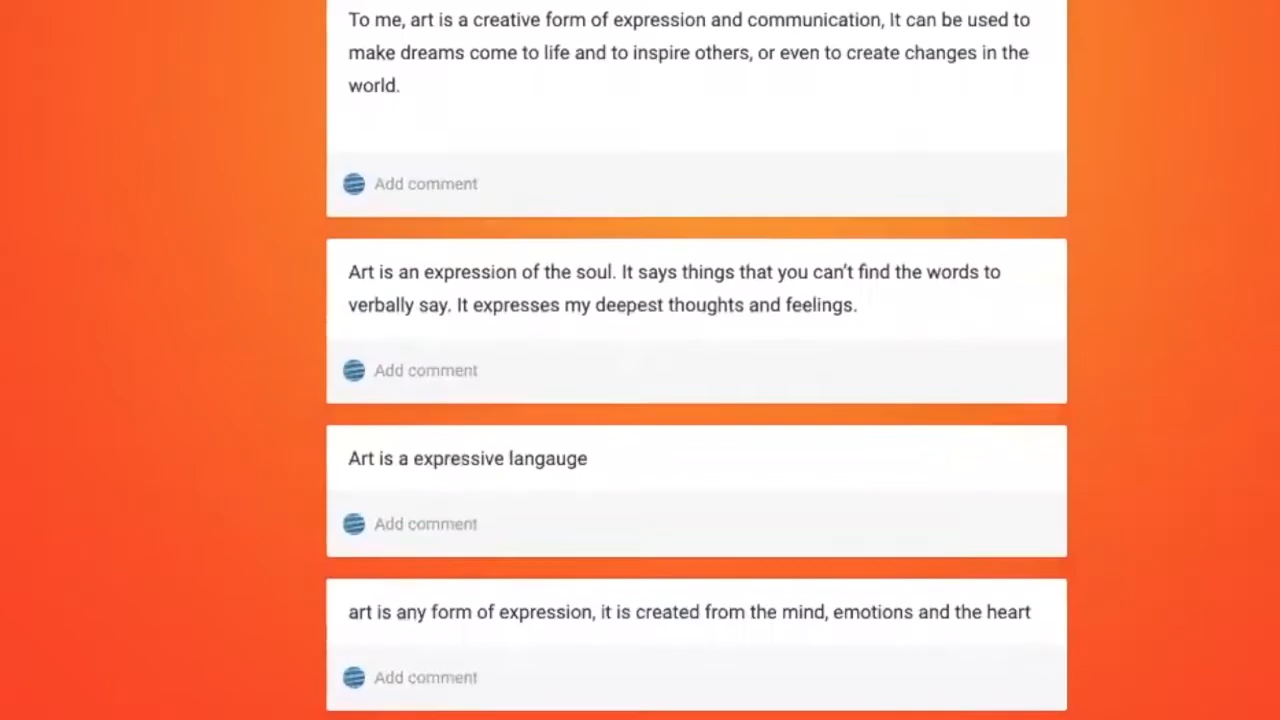 To me, art is a creative form of expression and communication, It can be used to
make dreams come to life and to inspire others, or even to create changes in the
world.
Add comment
Art is an expression of the soul. It says things that you can't find the words to
verbally say. It expresses my deepest thoughts and feelings.
Add comment
Art is a expressive langauge
Add comment
art is any form of expression, it is created from the mind, emotions and the heart
Add comment